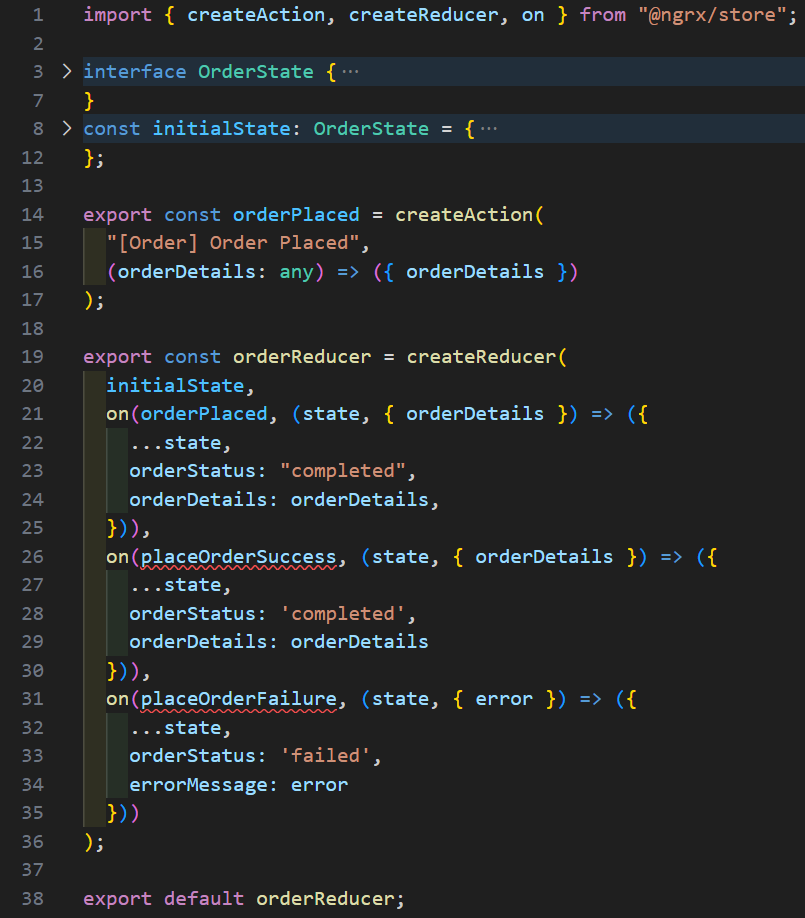 1 import { createAction, createReducer, on } from "@ngrx/store";
2
3 > interface OrderState { ···
7 }
8 > const initialState: OrderState = { ···
12 };
13
14 export const orderPlaced = createAction(
15   "[Order] Order Placed",
16   (orderDetails: any) => ({ orderDetails })
17 );
18
19 export const orderReducer = createReducer(
20   initialState,
21   on(orderPlaced, (state, { orderDetails }) => ({
22     ...state,
23     orderStatus: "completed",
24     orderDetails: orderDetails,
25   })),
26   on(placeOrderSuccess, (state, { orderDetails }) => ({
27     ...state,
28     orderStatus: 'completed',
29     orderDetails: orderDetails
30   })),
31   on(placeOrderFailure, (state, { error }) => ({
32     ...state,
33     orderStatus: 'failed',
34     errorMessage: error
35   }))
36 );
37
38 export default orderReducer;